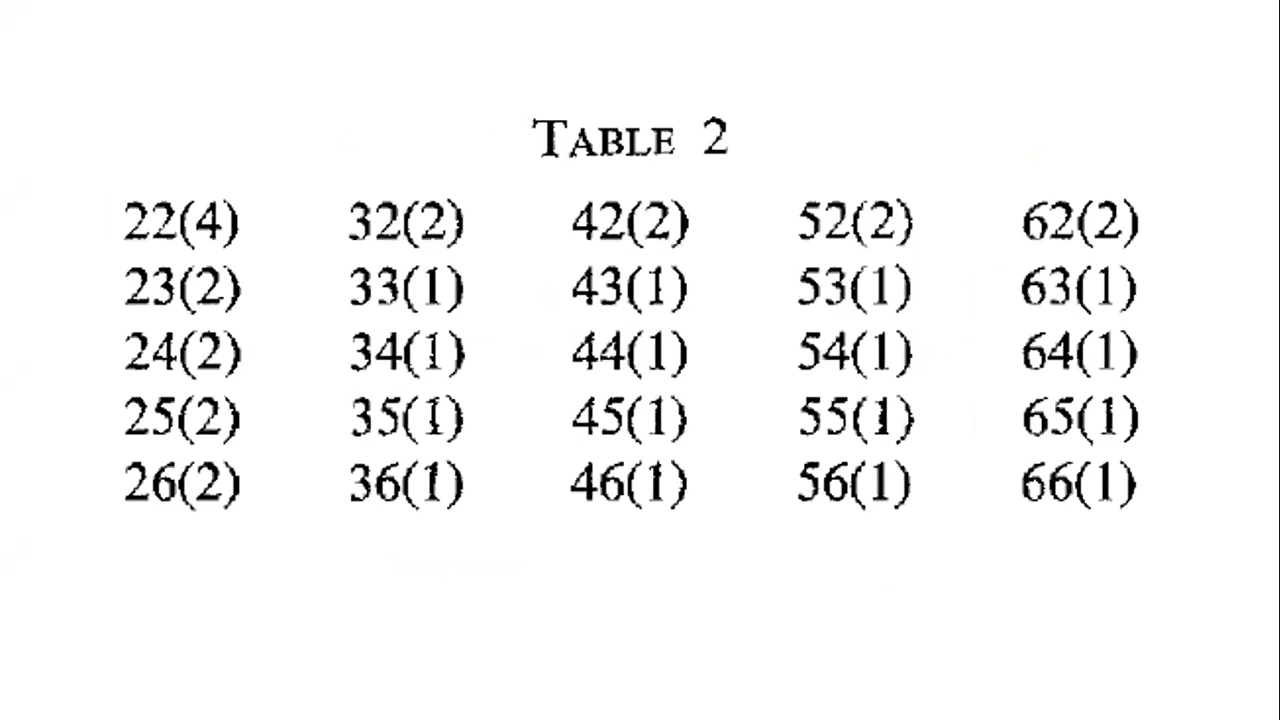 TABLE 2
22(4) 32(2) 42(2) 52(2) 62(2)
23(2) 33(1) 43(1) 53(1) 63(1)
24(2) 34(1) 44(1) 54(1) 64(1)
25(2) 35(1) 45(1) 55(1) 65(1)
26(2) 36(1) 46(1) 56(1) 66(1)